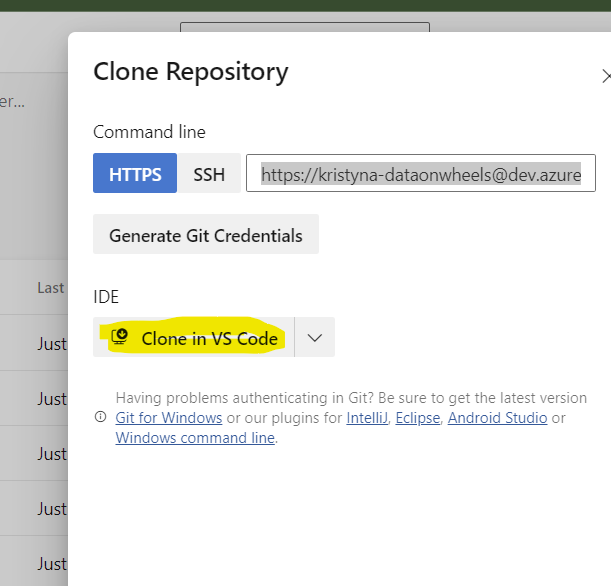 Clone Repository
er...
Command line
HTTPS SSH https://kristyna-dataonwheels@dev.azure
Generate Git Credentials
Last
IDE
Clone in VS Code
Just
Having problems authenticating in Git? Be sure to get the latest version
Just
Git for Windows or our plugins for IntelliJ, Eclipse, Android Studio or
Windows command line.
Just
Just
Just